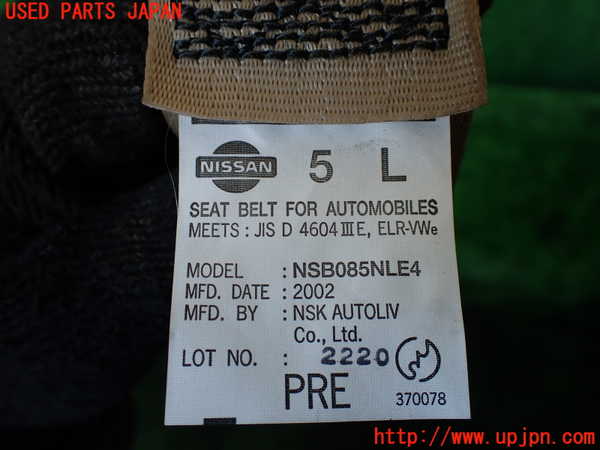 USED PARTS JAPAN
NISSAN 5 L
SEAT BELT FOR AUTOMOBILES
MEETS : JIS D 4604 III E, ELR-VWe
MODEL : NSB085NLE4
MFD. DATE : 2002
MFD. BY : NSK AUTOLIV
Co., Ltd.
LOT NO. : 2220
PRE 370078
http://www.upjpn.com/